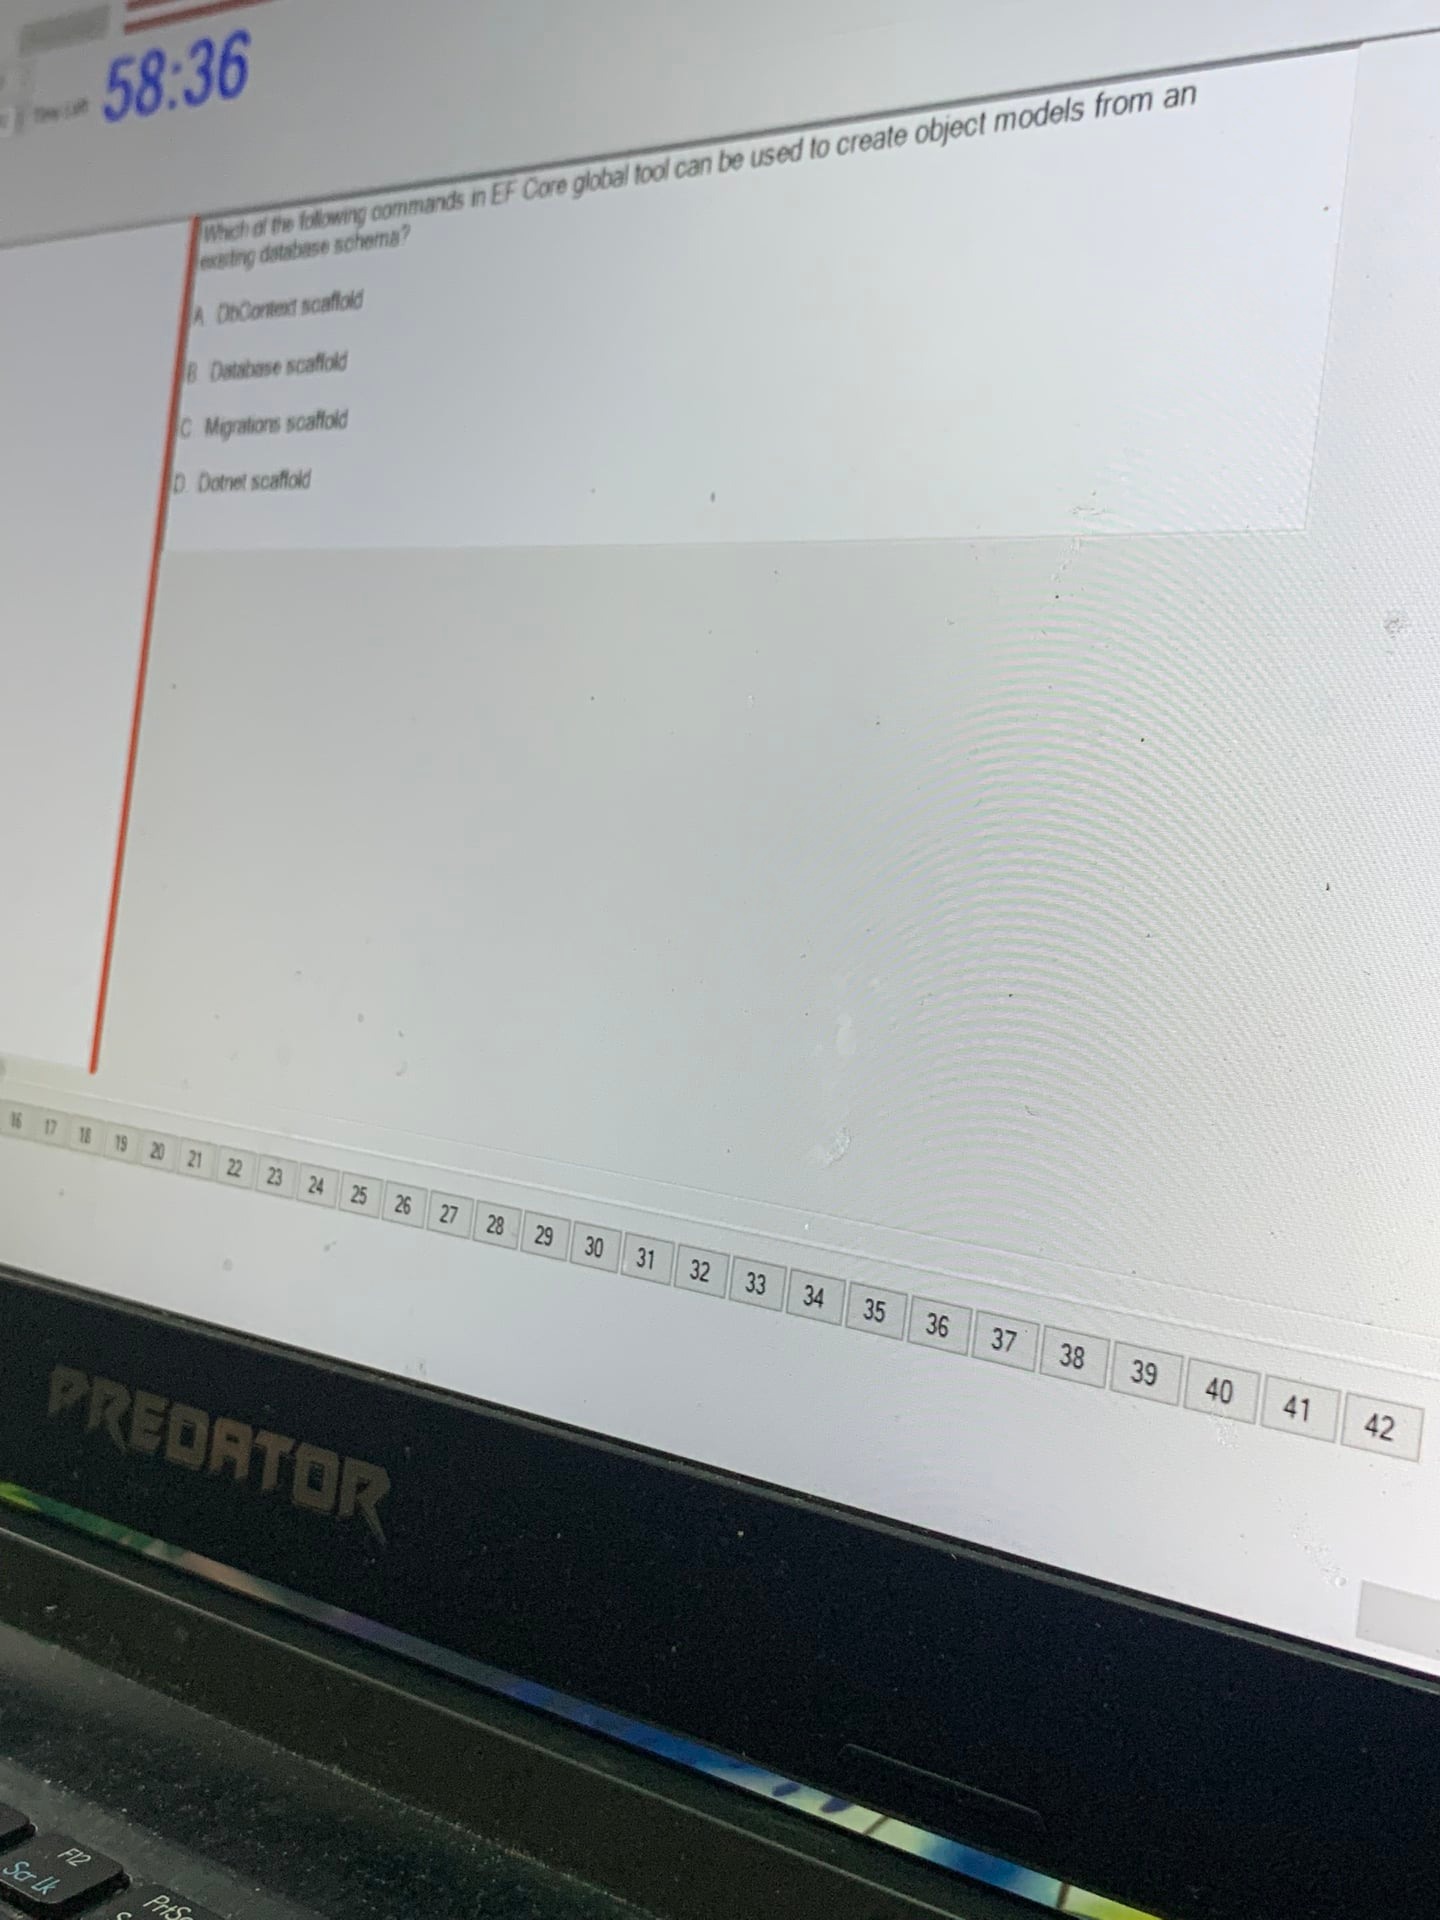 Time Left 58:36
Which of the following commands in EF Core global tool can be used to create object models from an
existing database schema?
A. DbContext scaffold
B. Database scaffold
C. Migrations scaffold
D. Dotnet scaffold
16 17 18 19 20 21 22 23 24 25 26 27 28 29 30 31 32 33 34 35 36 37 38 39 40 41 42
PREDATOR
F12
Scr Lk
PrtSc